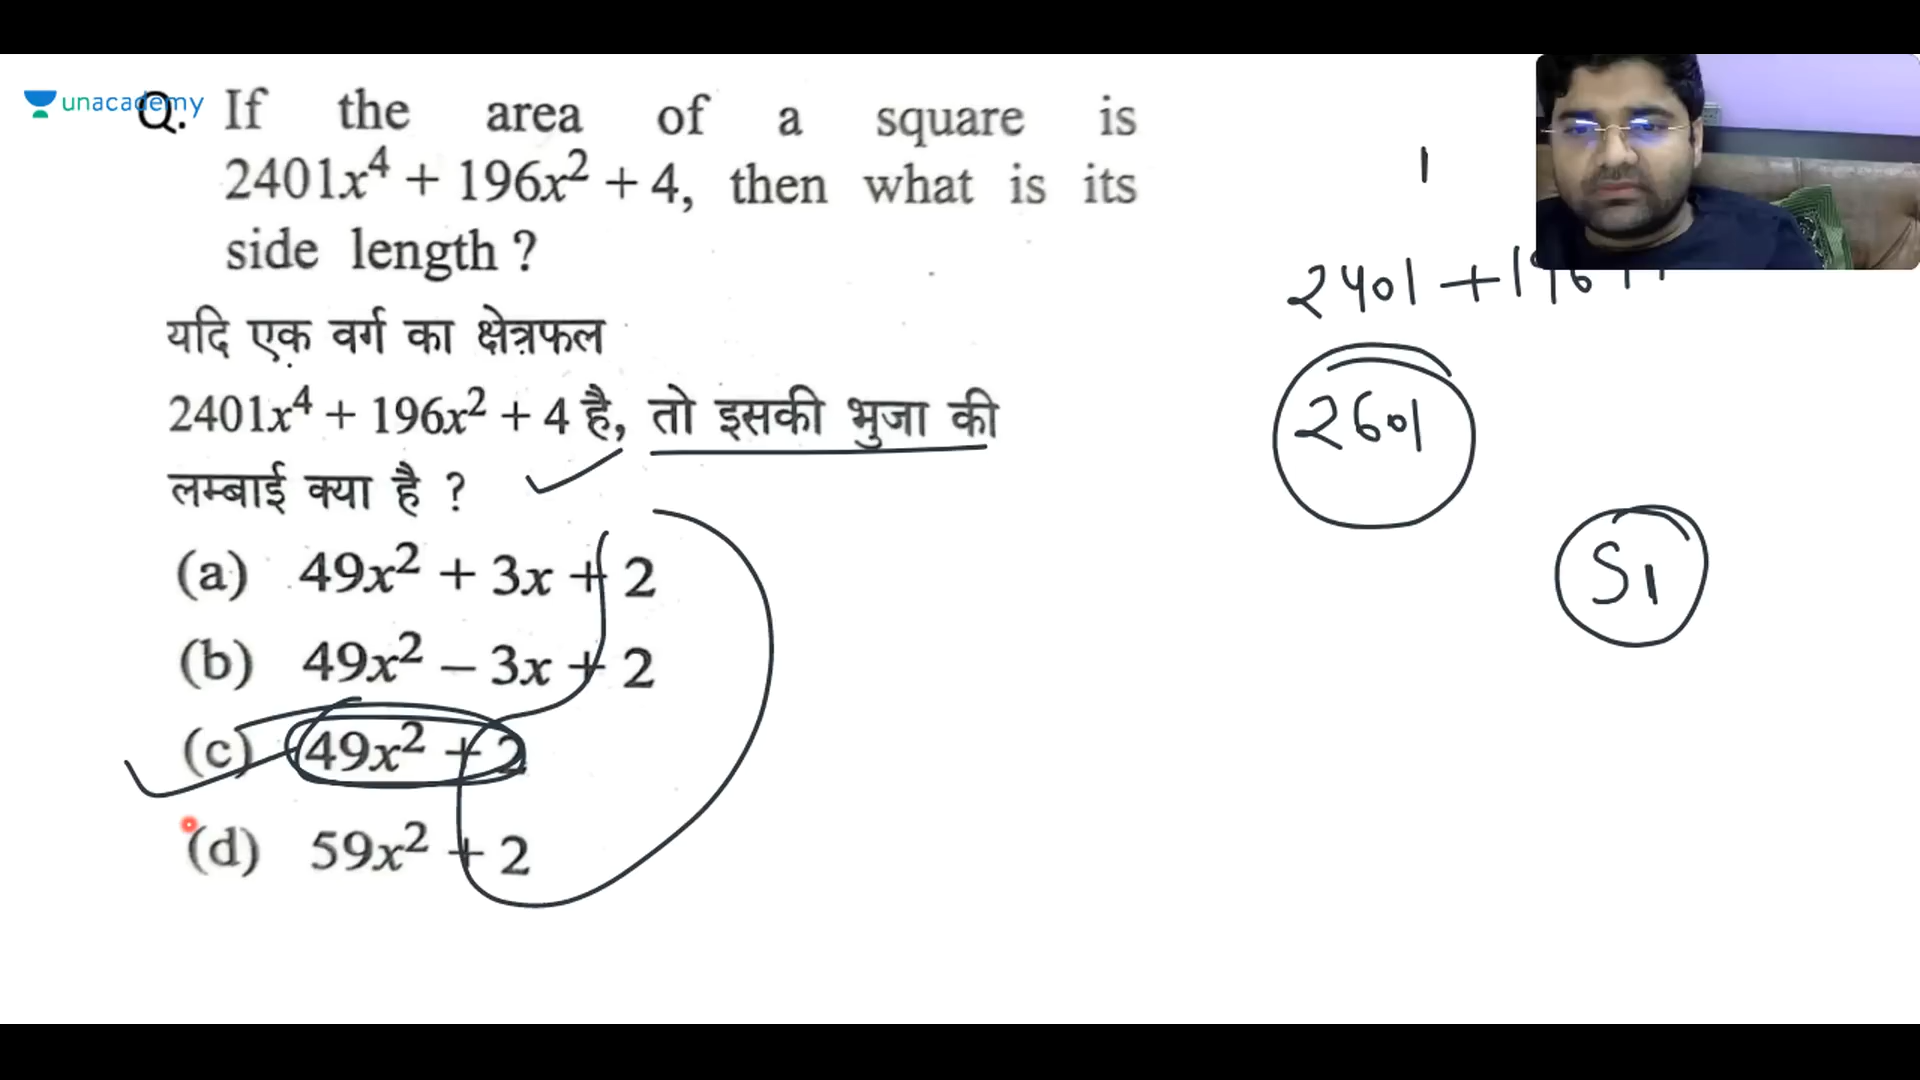 unacademy
Q. If the area of a square is
2401x⁴ + 196x² + 4, then what is its
side length ?
यदि एक वर्ग का क्षेत्रफल
2401x⁴ + 196x² + 4 है, तो इसकी भुजा की
लम्बाई क्या है ?
(a) 49x² + 3x + 2
(b) 49x² – 3x + 2
(c) 49x² + 2
(d) 59x² + 2
1
2401 + 196 +
2601
51